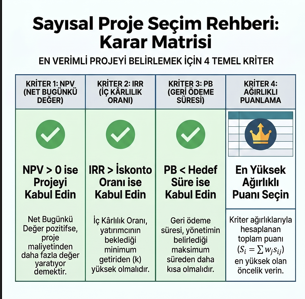 Sayısal Proje Seçim Rehberi:
Karar Matrisi
EN VERİMLİ PROJEYİ BELİRLEMEK İÇİN 4 TEMEL KRİTER
KRİTER 1: NPV
(NET BUGÜNKÜ
DEĞER)
NPV > 0 ise
Projeyi
Kabul Edin
Net Bugünkü
Değer pozitifse,
proje
maliyetinden
daha fazla değer
yaratıyor
demektir.
KRİTER 2: IRR
(İÇ KÂRLILIK
ORANI)
IRR > İskonto
Oranı ise
Kabul Edin
İç Kârlılık Oranı,
yatırımcının
beklediği
minimum
getiriden (k)
yüksek olmalıdır.
KRİTER 3: PB
(GERİ ÖDEME
SÜRESİ)
PB < Hedef
Süre ise
Kabul Edin
Geri ödeme
süresi, yönetimin
belirlediği
maksimum
süreden daha
kısa olmalıdır.
KRİTER 4:
AĞIRLIKLI
PUANLAMA
En Yüksek
Ağırlıklı
Puanı Seçin
Kriter ağırlıklarıyla
hesaplanan
toplam puanı
(Sᵢ = Σ wⱼsᵢⱼ)
en yüksek olan
öncelik verin.